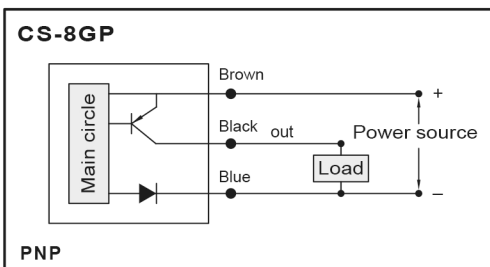 CS-8GP
Brown
+
Main circle
Black
out
Power source
Load
Blue
–
PNP